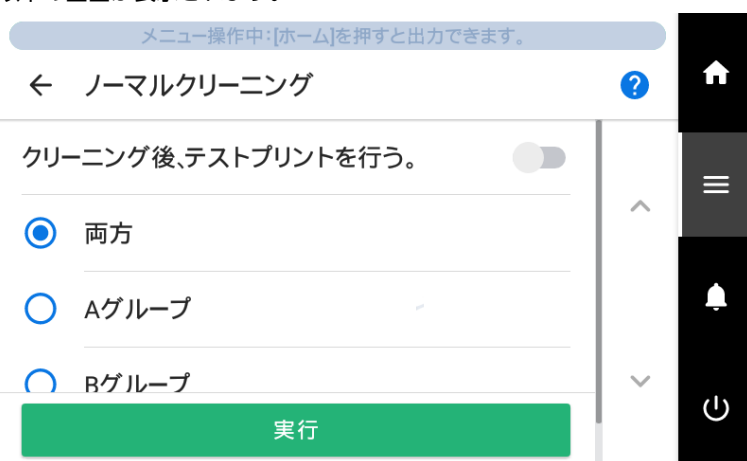 メニュー操作中:[ホーム]を押すと出力できます。
ノーマルクリーニング
?
クリーニング後、テストプリントを行う。
両方
Aグループ
Bグループ
実行